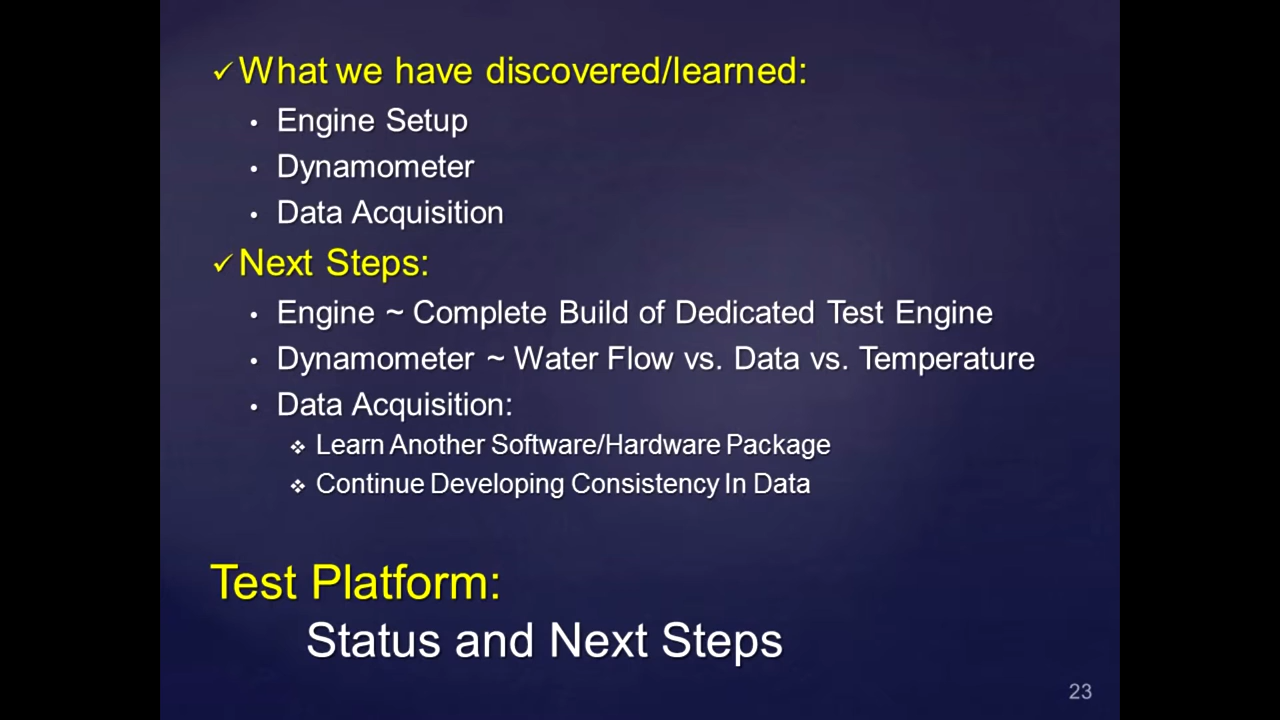 ✓ What we have discovered/learned:
• Engine Setup
• Dynamometer
• Data Acquisition
✓ Next Steps:
• Engine ~ Complete Build of Dedicated Test Engine
• Dynamometer ~ Water Flow vs. Data vs. Temperature
• Data Acquisition:
❖ Learn Another Software/Hardware Package
❖ Continue Developing Consistency In Data
Test Platform:
Status and Next Steps
23